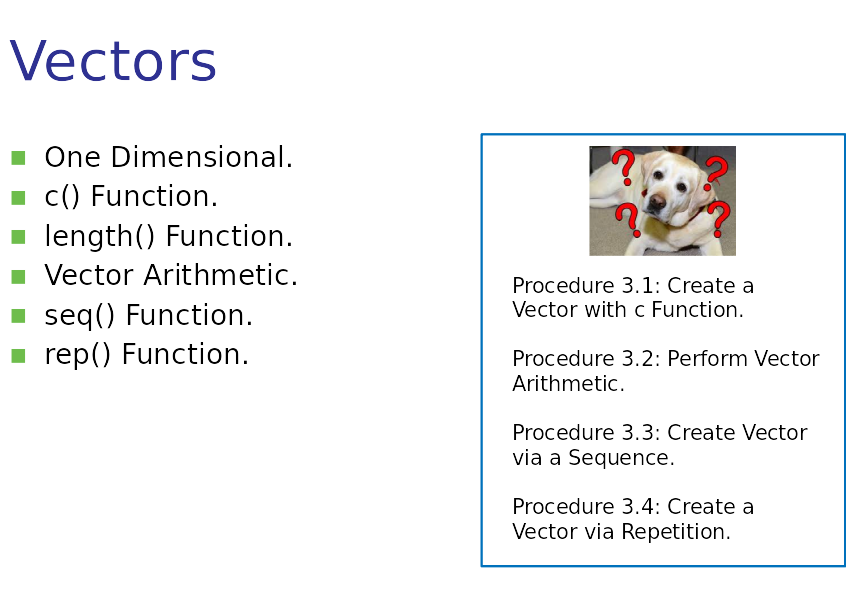 Vectors
One Dimensional.
c() Function.
length() Function.
Vector Arithmetic.
seq() Function.
rep() Function.
? ?
? ?
Procedure 3.1: Create a
Vector with c Function.
Procedure 3.2: Perform Vector
Arithmetic.
Procedure 3.3: Create Vector
via a Sequence.
Procedure 3.4: Create a
Vector via Repetition.